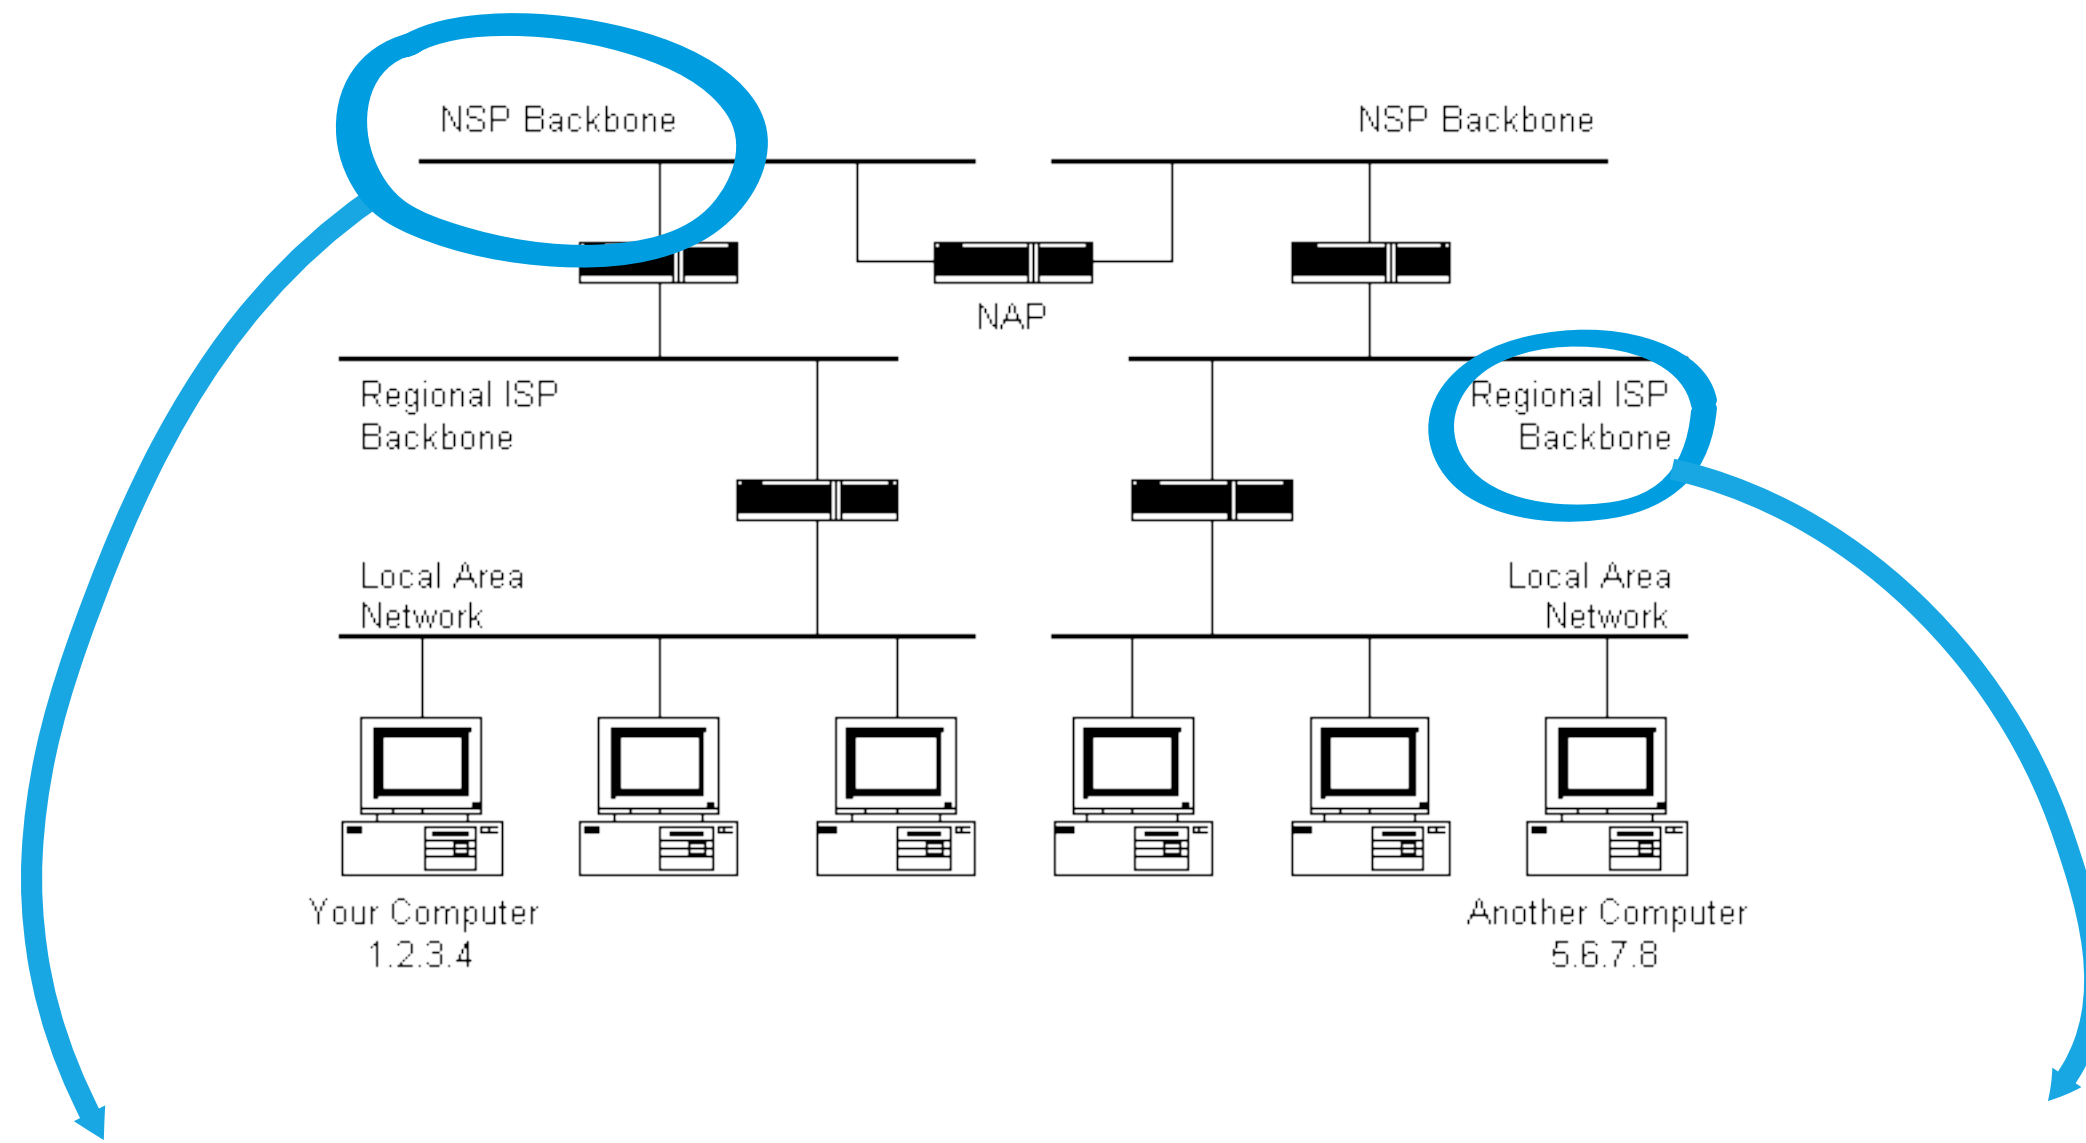 NSP Backbone
NSP Backbone
NAP
Regional ISP
Backbone
Regional ISP
Backbone
Local Area
Network
Local Area
Network
Your Computer
1.2.3.4
Another Computer
5.6.7.8